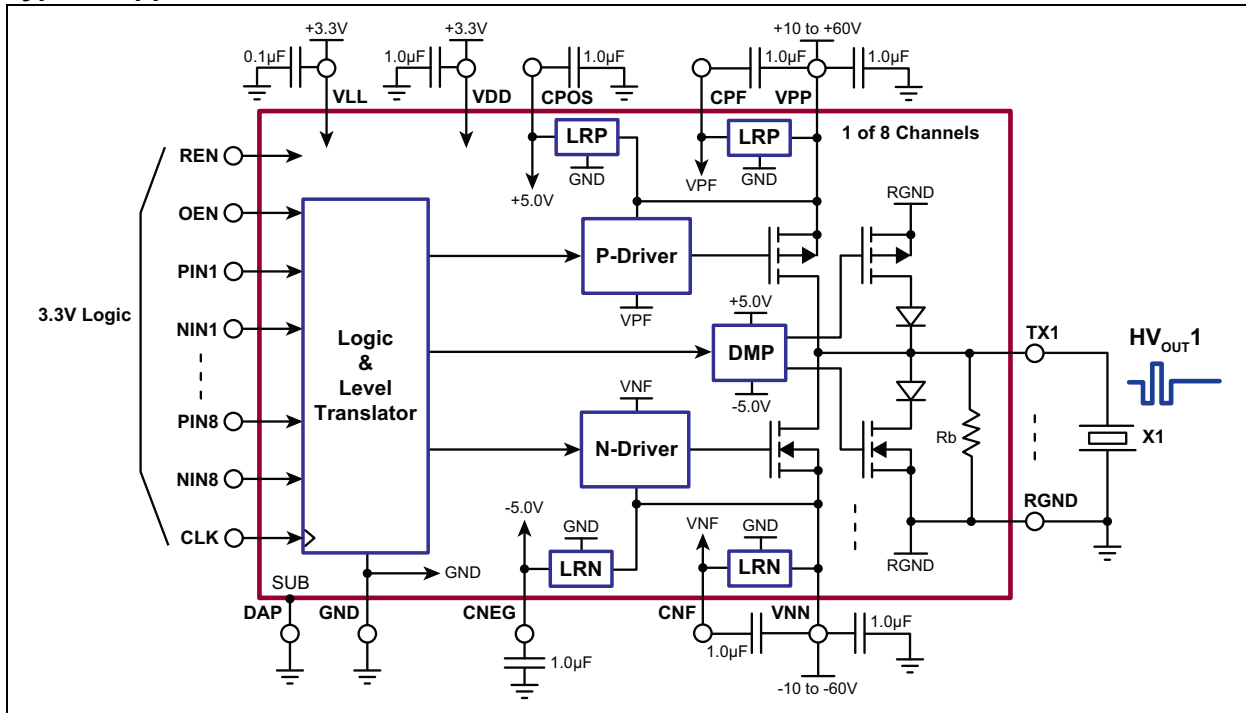 +3.3V
+3.3V
+10 to +60V
0.1µF
1.0µF
1.0µF
1.0µF
1.0µF
VLL
VDD
CPOS
CPF
VPP
1 of 8 Channels
LRP
LRP
GND
GND
+5.0V
VPF
RGND
REN
OEN
PIN1
NIN1
PIN8
NIN8
CLK
3.3V Logic
Logic
&
Level
Translator
P-Driver
VPF
+5.0V
DMP
-5.0V
VNF
N-Driver
TX1
HVOUT1
Rb
X1
RGND
-5.0V
GND
LRN
VNF
GND
LRN
RGND
GND
SUB
DAP
GND
CNEG
CNF
VNN
1.0µF
1.0µF
1.0µF
-10 to -60V